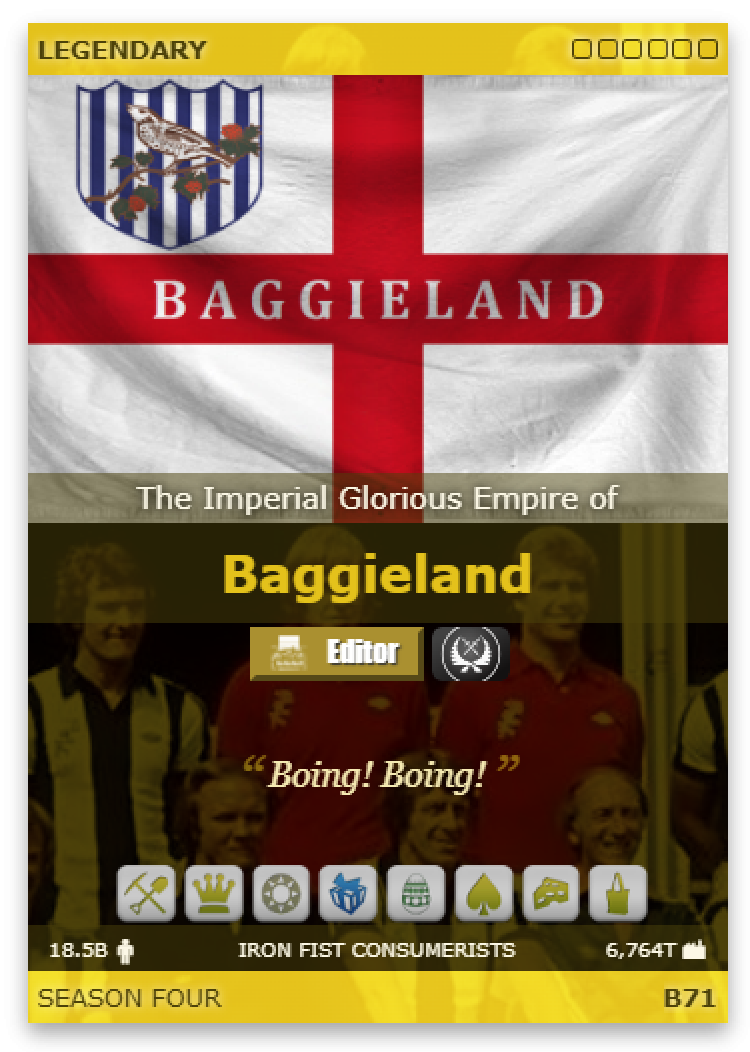 LEGENDARY
BAGGIELAND
The Imperial Glorious Empire of
Baggieland
Editor
“Boing! Boing!”
18.5B IRON FIST CONSUMERISTS 6,764T
SEASON FOUR B71